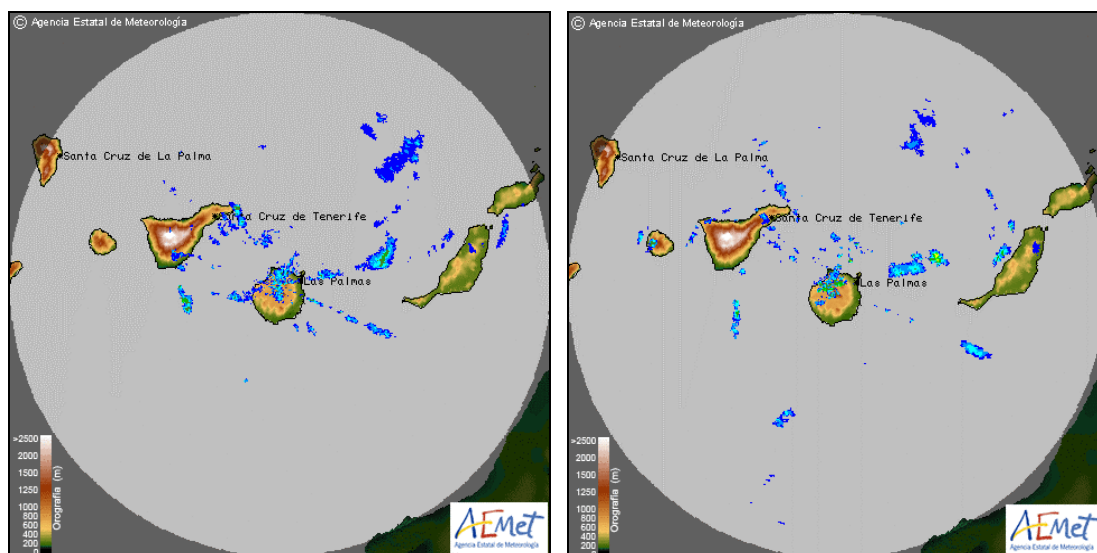 © Agencia Estatal de Meteorología
Santa Cruz de La Palma
Santa Cruz de Tenerife
Las Palmas
>2500
2000
1500
1250
1000
800
600
400
200
0
Orografía (m)
AEMet
Agencia Estatal de Meteorología
© Agencia Estatal de Meteorología
Santa Cruz de La Palma
Santa Cruz de Tenerife
Las Palmas
>2500
2000
1500
1250
1000
800
600
400
200
0
Orografía (m)
AEMet
Agencia Estatal de Meteorología